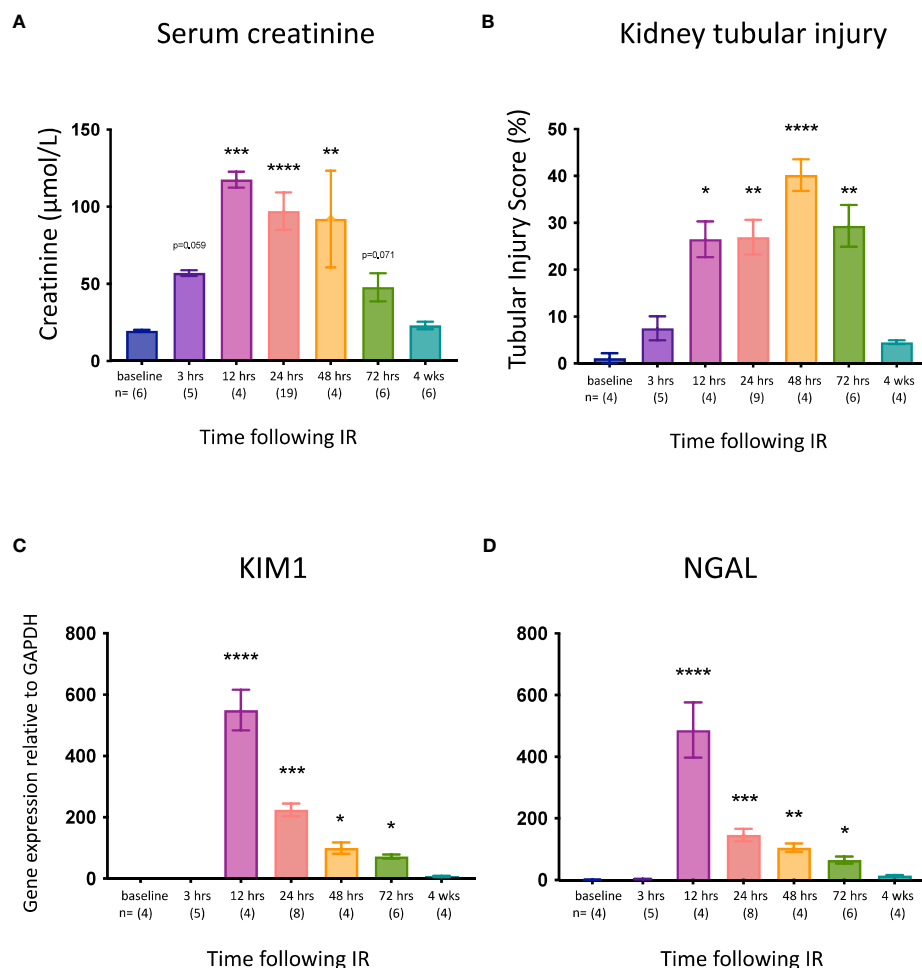 A
Serum creatinine
Creatinine (µmol/L)
150
100
50
0
p=0.059
***
****
**
p=0.071
baseline 3 hrs 12 hrs 24 hrs 48 hrs 72 hrs 4 wks
n= (6) (5) (4) (19) (4) (6) (6)
Time following IR
B
Kidney tubular injury
Tubular Injury Score (%)
50
40
30
20
10
0
*
**
****
**
baseline 3 hrs 12 hrs 24 hrs 48 hrs 72 hrs 4 wks
n= (4) (5) (4) (9) (4) (6) (4)
Time following IR
C
KIM1
Gene expression relative to GAPDH
800
600
400
200
0
****
***
*
*
baseline 3 hrs 12 hrs 24 hrs 48 hrs 72 hrs 4 wks
n= (4) (5) (4) (8) (4) (6) (4)
Time following IR
D
NGAL
800
600
400
200
0
****
***
**
*
baseline 3 hrs 12 hrs 24 hrs 48 hrs 72 hrs 4 wks
n= (4) (5) (4) (8) (4) (6) (4)
Time following IR